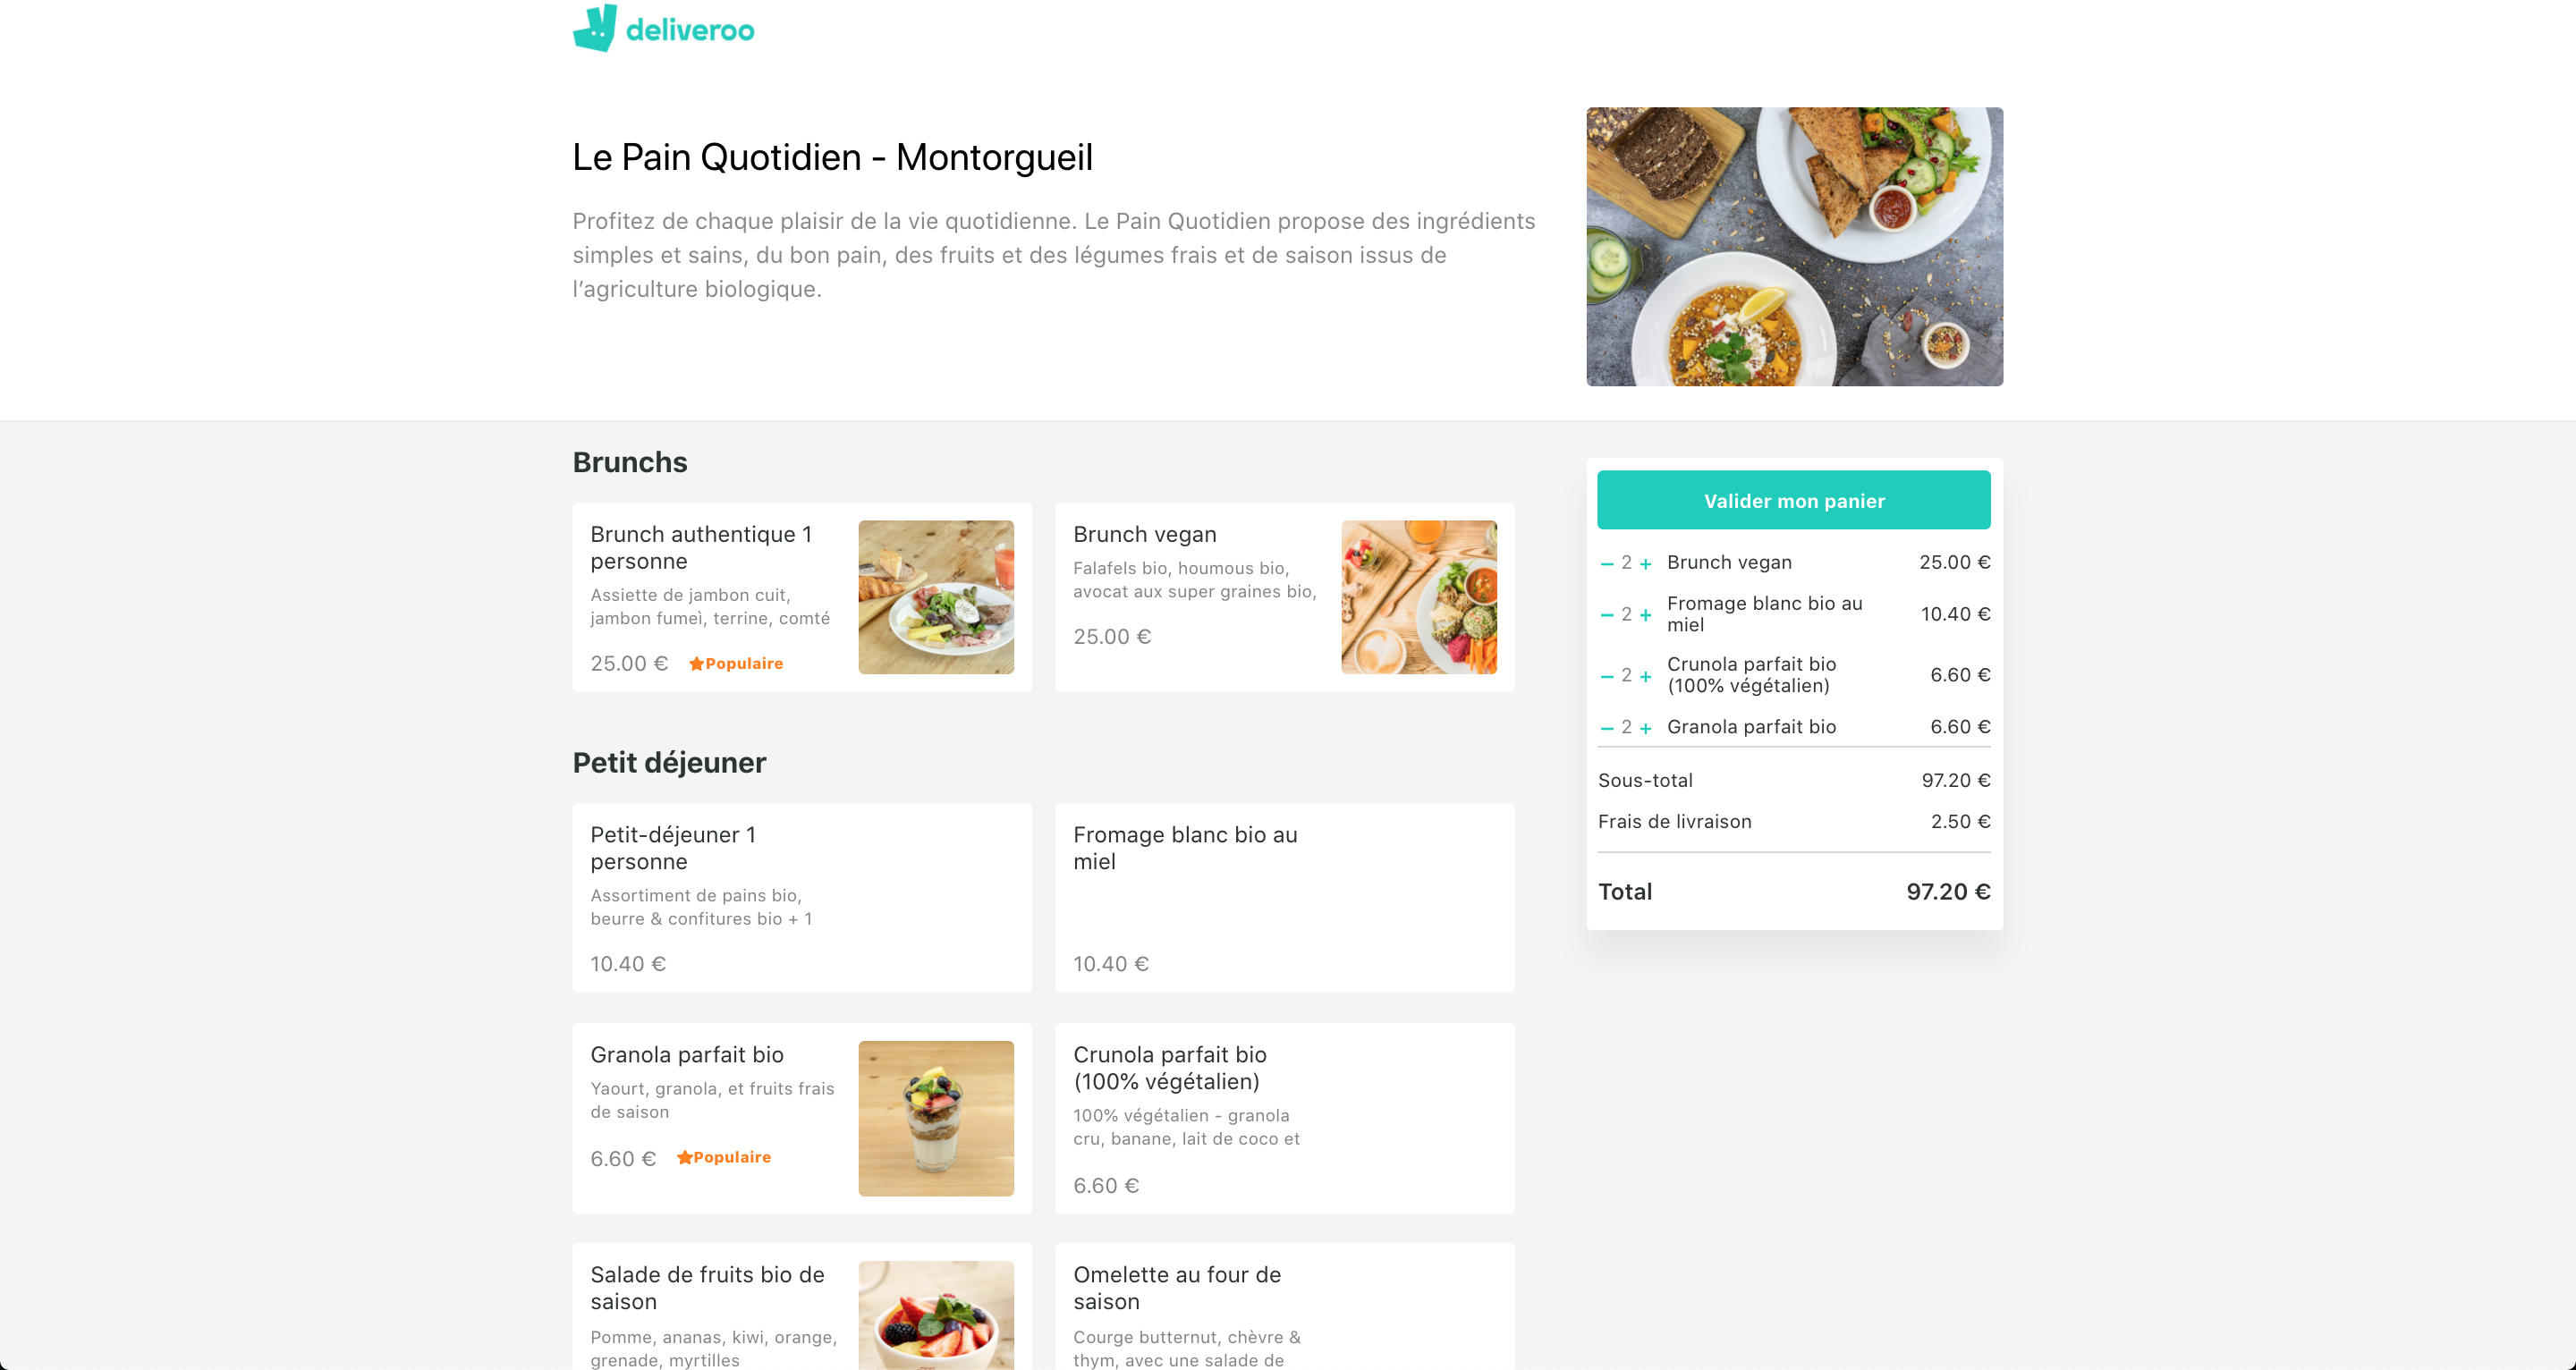 deliveroo
Le Pain Quotidien - Montorgueil
Profitez de chaque plaisir de la vie quotidienne. Le Pain Quotidien propose des ingrédients
simples et sains, du bon pain, des fruits et des légumes frais et de saison issus de
l’agriculture biologique.
Brunchs
Brunch authentique 1
personne
Assiette de jambon cuit,
jambon fumeì, terrine, comté
25.00 €
Populaire
Brunch vegan
Falafels bio, houmous bio,
avocat aux super graines bio,
25.00 €
Petit déjeuner
Petit-déjeuner 1
personne
Assortiment de pains bio,
beurre & confitures bio + 1
10.40 €
Fromage blanc bio au
miel
10.40 €
Granola parfait bio
Yaourt, granola, et fruits frais
de saison
6.60 €
Populaire
Crunola parfait bio
(100% végétalien)
100% végétalien - granola
cru, banane, lait de coco et
6.60 €
Salade de fruits bio de
saison
Pomme, ananas, kiwi, orange,
grenade, myrtilles
Omelette au four de
saison
Courge butternut, chèvre &
thym, avec une salade de
Valider mon panier
− 2 + Brunch vegan 25.00 €
− 2 + Fromage blanc bio au
miel 10.40 €
− 2 + Crunola parfait bio
(100% végétalien) 6.60 €
− 2 + Granola parfait bio 6.60 €
Sous-total 97.20 €
Frais de livraison 2.50 €
Total 97.20 €